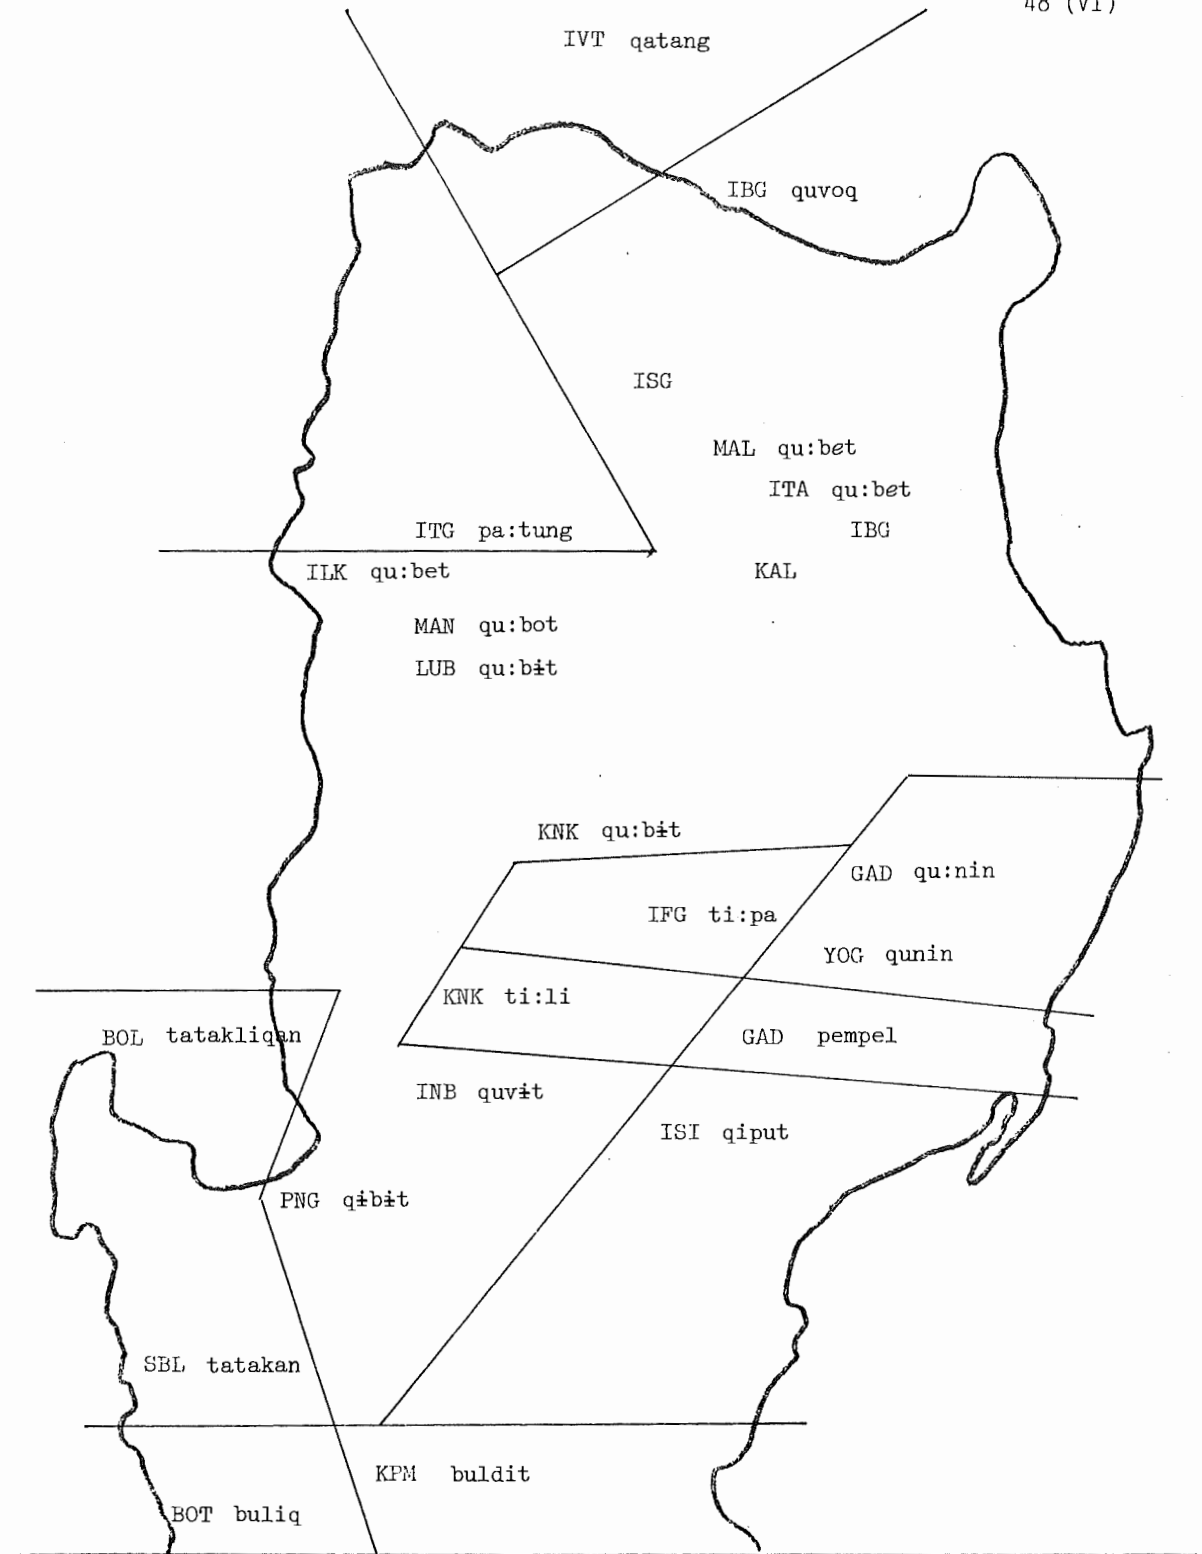 48 (VI)
IVT qatang
IBG quvoq
ISG
MAL qu:bet
ITA qu:bet
IBG
ITG pa:tung
ILK qu:bet
KAL
MAN qu:bot
LUB qu:bɨt
KNK qu:bɨt
GAD qu:nin
IFG ti:pa
YOG qunin
KNK ti:li
BOL tatakliqan
GAD pempel
INB quvɨt
ISI qiput
PNG qɨbɨt
SBL tatakan
KPM buldit
BOT buliq